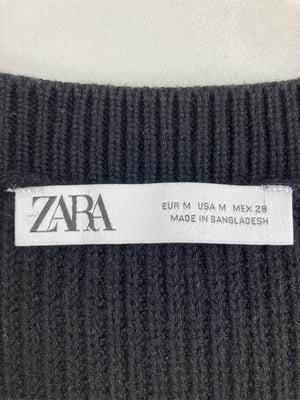 ZARA
EUR M USA M MEX 28
MADE IN BANGLADESH